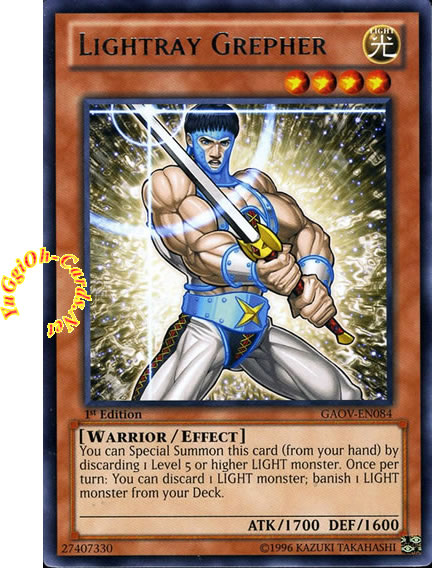 LIGHTRAY GREPHER
LIGHT
光
YuGgiOh-Cards.Net
1st Edition
GAOV-EN084
[WARRIOR/EFFECT]
You can Special Summon this card (from your hand) by
discarding 1 Level 5 or higher LIGHT monster. Once per
turn: You can discard 1 LIGHT monster; banish 1 LIGHT
monster from your Deck.
ATK/1700 DEF/1600
27407330
©1996 KAZUKI TAKAHASHI